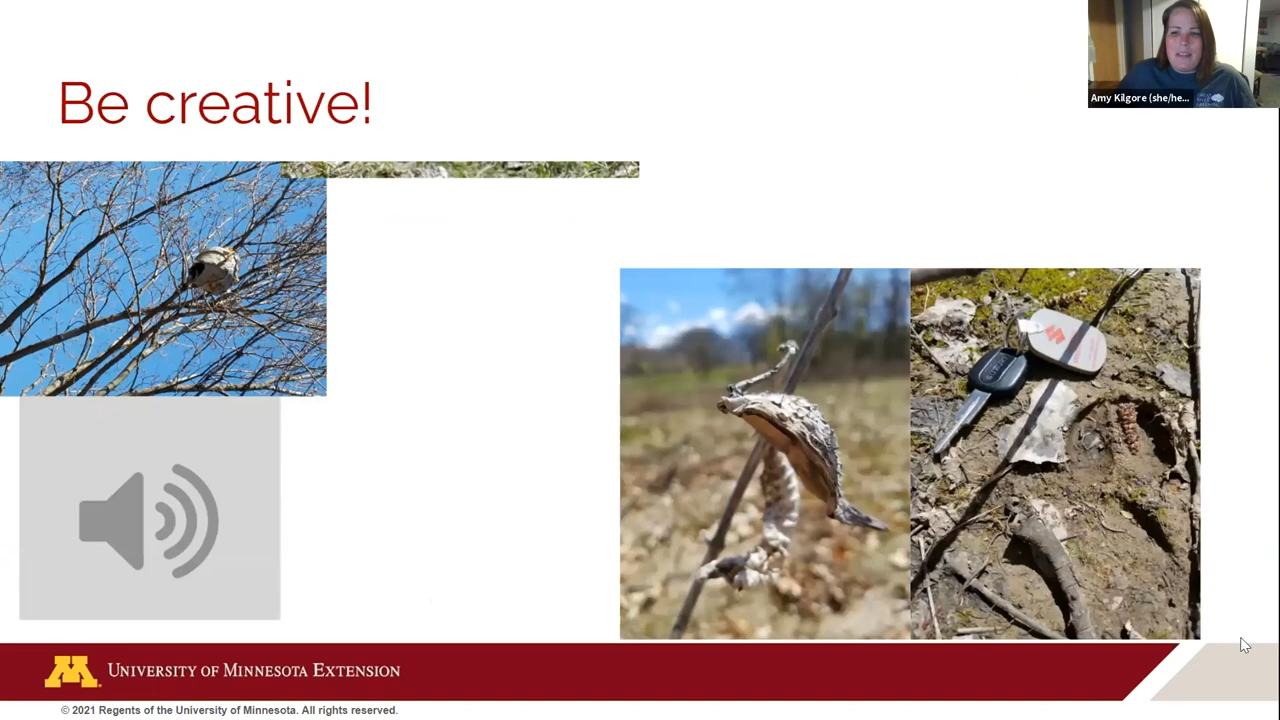 Be creative!
Amy Kilgore (she/he...
UNIVERSITY OF MINNESOTA EXTENSION
© 2021 Regents of the University of Minnesota. All rights reserved.